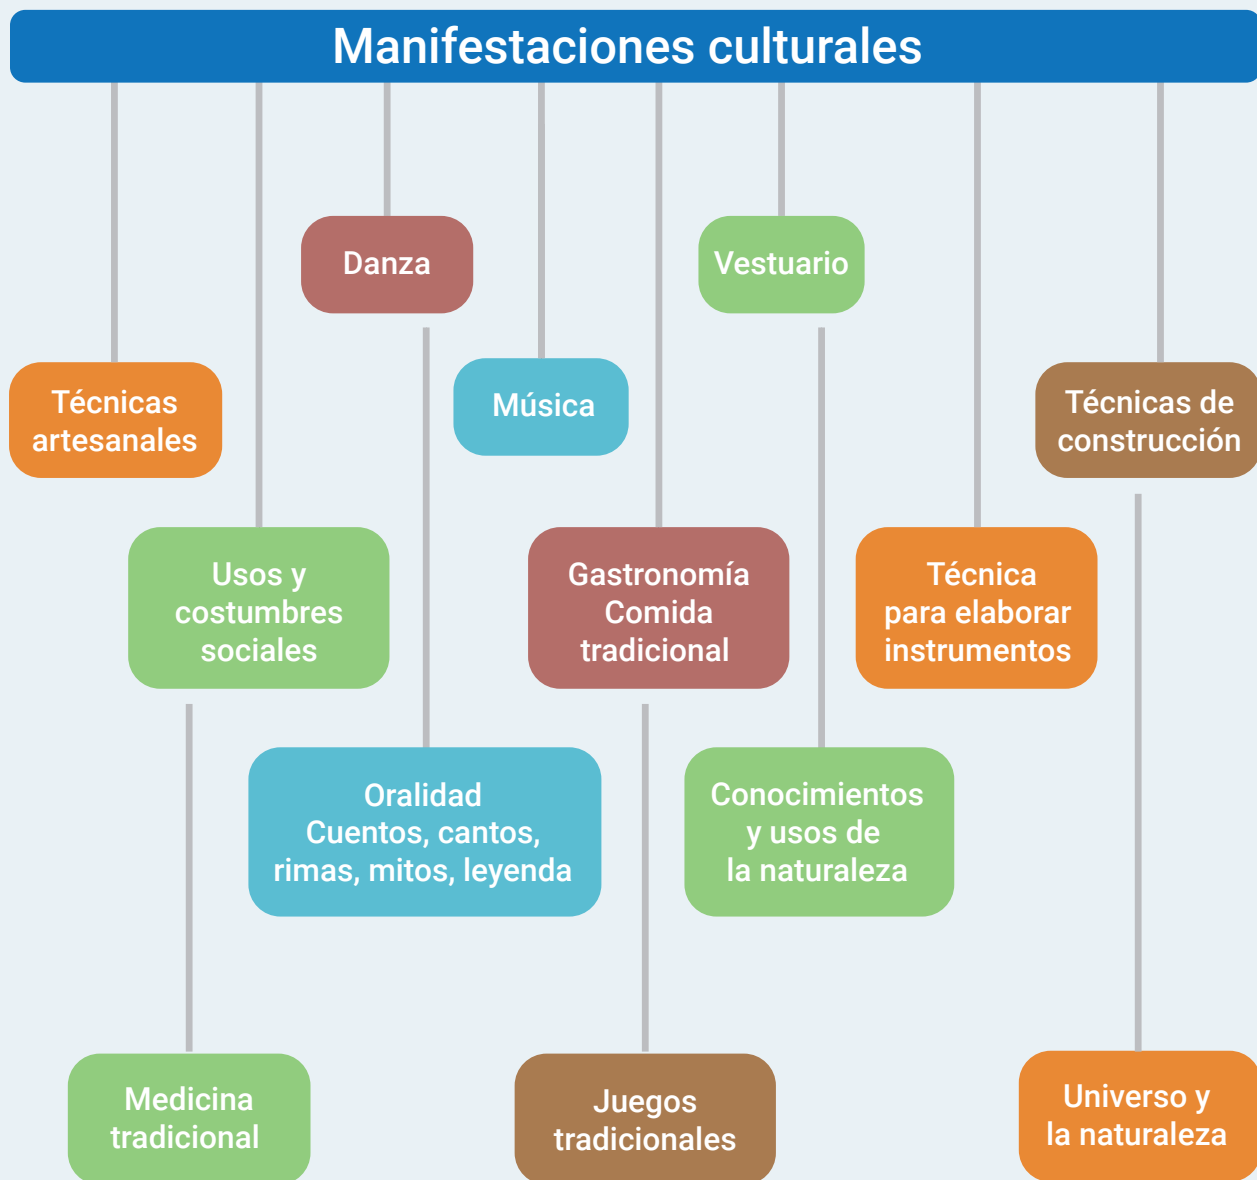 Manifestaciones culturales
Danza
Vestuario
Técnicas
artesanales
Música
Técnicas de
construcción
Usos y
costumbres
sociales
Gastronomía
Comida
tradicional
Técnica
para elaborar
instrumentos
Oralidad
Cuentos, cantos,
rimas, mitos, leyenda
Conocimientos
y usos de
la naturaleza
Medicina
tradicional
Juegos
tradicionales
Universo y
la naturaleza